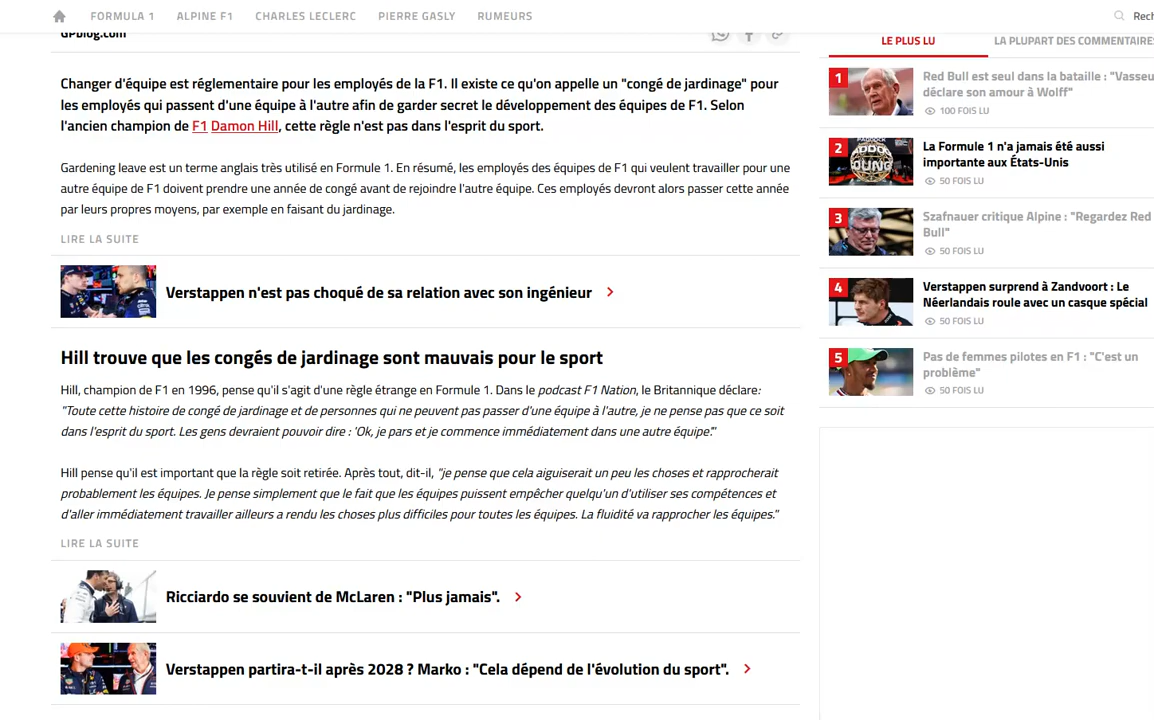 FORMULA 1 ALPINE F1 CHARLES LECLERC PIERRE GASLY RUMEURS
GPblog.com
Changer d'équipe est réglementaire pour les employés de la F1. Il existe ce qu'on appelle un "congé de jardinage" pour
les employés qui passent d'une équipe à l'autre afin de garder secret le développement des équipes de F1. Selon
l'ancien champion de F1 Damon Hill, cette règle n'est pas dans l'esprit du sport.
Gardening leave est un terme anglais très utilisé en Formule 1. En résumé, les employés des équipes de F1 qui veulent travailler pour une
autre équipe de F1 doivent prendre une année de congé avant de rejoindre l'autre équipe. Ces employés devront alors passer cette année
par leurs propres moyens, par exemple en faisant du jardinage.
LIRE LA SUITE
Verstappen n'est pas choqué de sa relation avec son ingénieur
Hill trouve que les congés de jardinage sont mauvais pour le sport
Hill, champion de F1 en 1996, pense qu'il s'agit d'une règle étrange en Formule 1. Dans le podcast F1 Nation, le Britannique déclare:
"Toute cette histoire de congé de jardinage et de personnes qui ne peuvent pas passer d'une équipe à l'autre, je ne pense pas que ce soit
dans l'esprit du sport. Les gens devraient pouvoir dire : 'Ok, je pars et je commence immédiatement dans une autre équipe'."
Hill pense qu'il est important que la règle soit retirée. Après tout, dit-il, "je pense que cela aiguiserait un peu les choses et rapprocherait
probablement les équipes. Je pense simplement que le fait que les équipes puissent empêcher quelqu'un d'utiliser ses compétences et
d'aller immédiatement travailler ailleurs a rendu les choses plus difficiles pour toutes les équipes. La fluidité va rapprocher les équipes."
LIRE LA SUITE
Ricciardo se souvient de McLaren : "Plus jamais".
Verstappen partira-t-il après 2028 ? Marko : "Cela dépend de l'évolution du sport".
Rech
LE PLUS LU LA PLUPART DES COMMENTAIRES
1
Red Bull est seul dans la bataille : "Vasseu
déclare son amour à Wolff"
100 FOIS LU
2
La Formule 1 n'a jamais été aussi
importante aux États-Unis
50 FOIS LU
3
Szafnauer critique Alpine : "Regardez Red
Bull"
50 FOIS LU
4
Verstappen surprend à Zandvoort : Le
Néerlandais roule avec un casque spécial
50 FOIS LU
5
Pas de femmes pilotes en F1 : "C'est un
problème"
50 FOIS LU